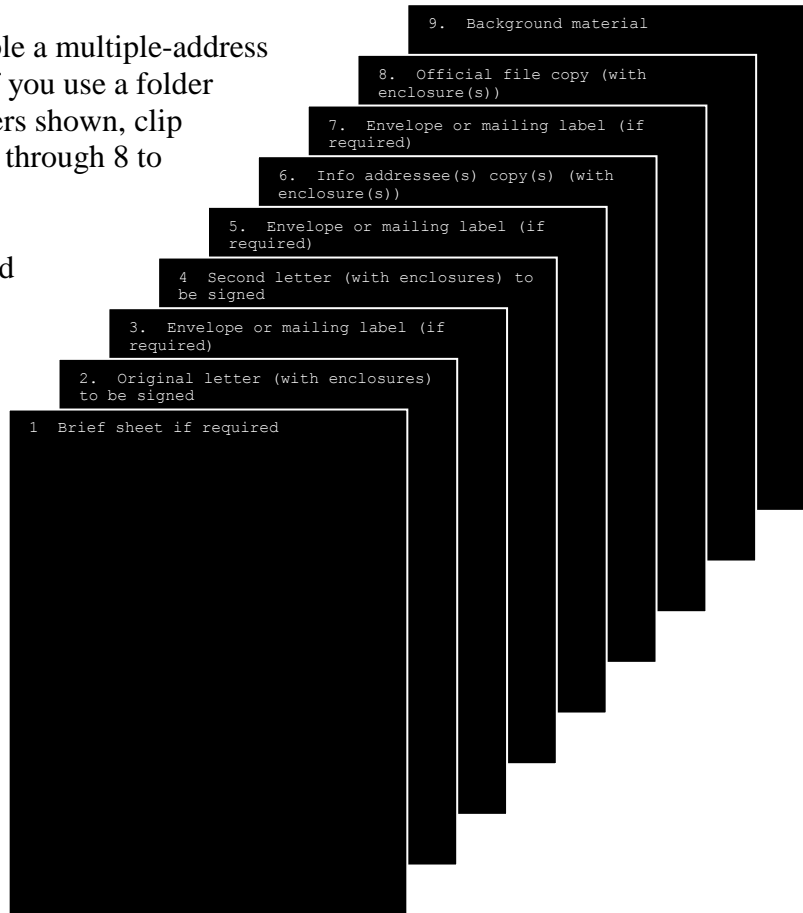 ole a multiple-address
you use a folder
ers shown, clip
through 8 to
d
9.  Background material
8.  Official file copy (with
enclosure(s))
7.  Envelope or mailing label (if
required)
6.  Info addressee(s) copy(s) (with
enclosure(s))
5.  Envelope or mailing label (if
required)
4  Second letter (with enclosures) to
be signed
3.  Envelope or mailing label (if
required)
2.  Original letter (with enclosures)
to be signed
1  Brief sheet if required